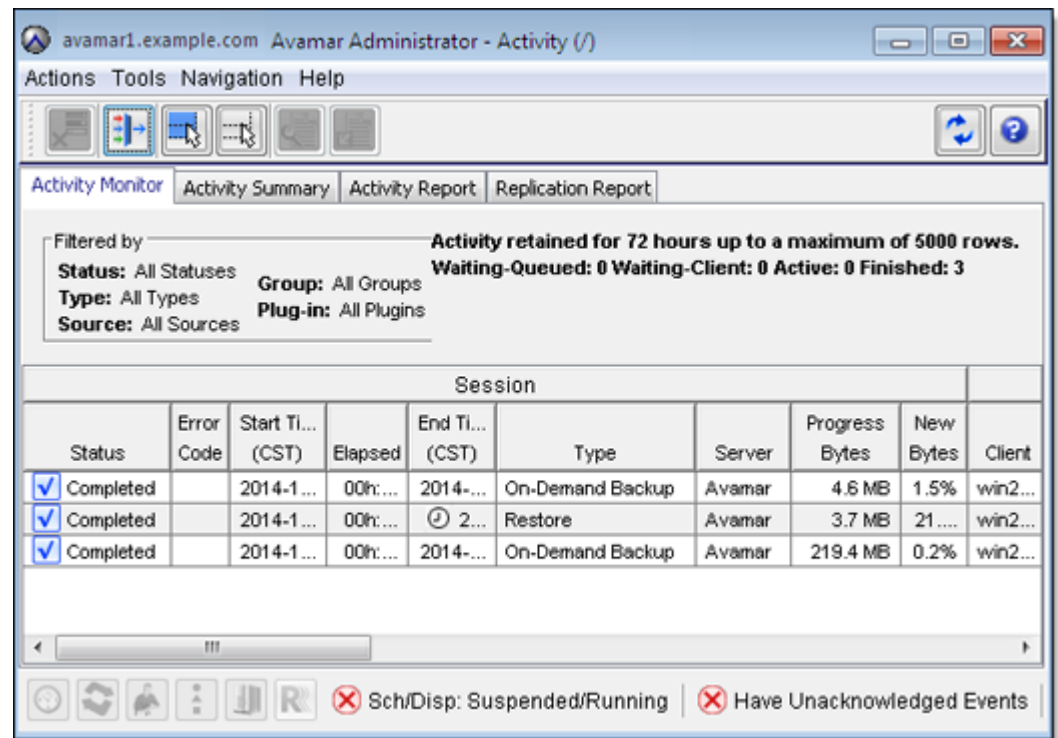 avamar1.example.com Avamar Administrator - Activity (/)
Actions Tools Navigation Help
Activity Monitor Activity Summary Activity Report Replication Report
Filtered by
Status: All Statuses
Type: All Types
Source: All Sources
Group: All Groups
Plug-in: All Plugins
Activity retained for 72 hours up to a maximum of 5000 rows.
Waiting-Queued: 0 Waiting-Client: 0 Active: 0 Finished: 3
Session
Status Error Code Start Ti... (CST) Elapsed End Ti... (CST) Type Server Progress Bytes New Bytes Client
Completed 2014-1... 00h:... 2014-... On-Demand Backup Avamar 4.6 MB 1.5% win2...
Completed 2014-1... 00h:... 2... Restore Avamar 3.7 MB 21.... win2...
Completed 2014-1... 00h:... 2014-... On-Demand Backup Avamar 219.4 MB 0.2% win2...
Sch/Disp: Suspended/Running Have Unacknowledged Events